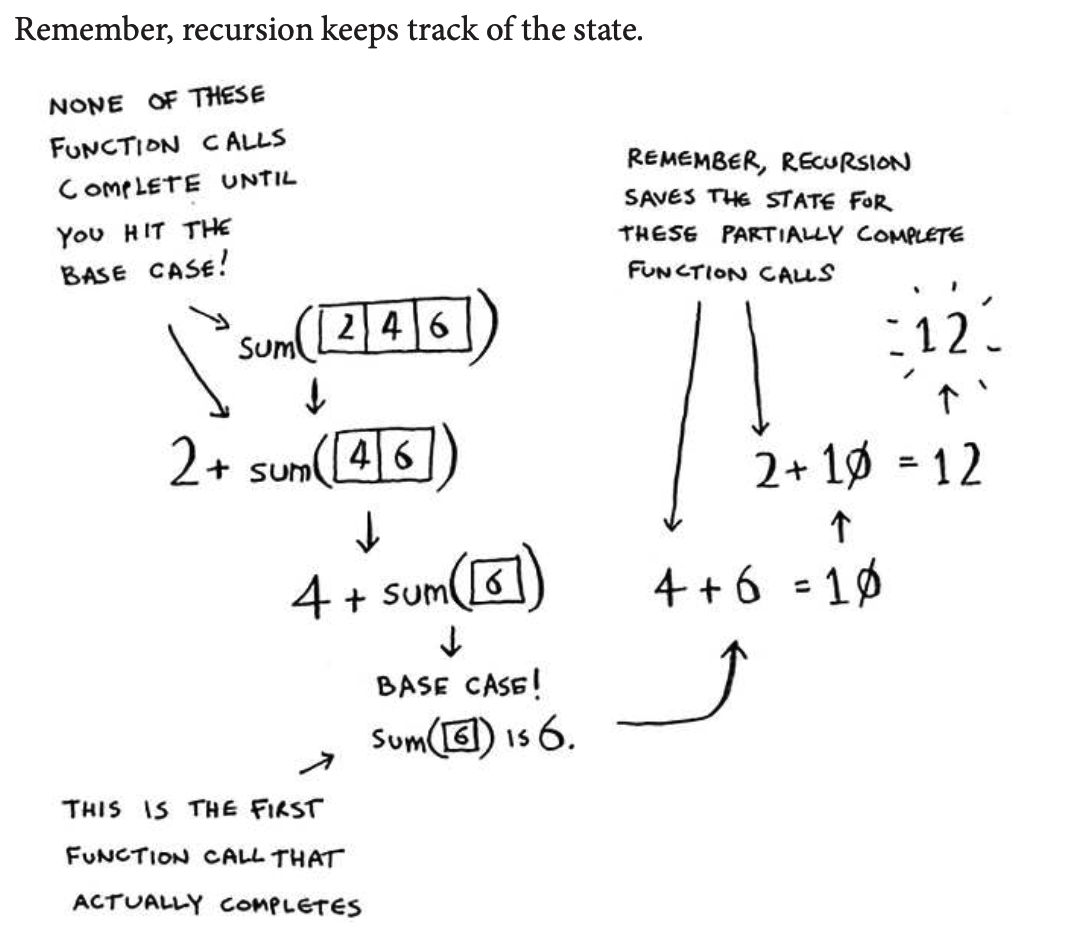 Remember, recursion keeps track of the state.
NONE OF THESE
FUNCTION CALLS
COMPLETE UNTIL
YOU HIT THE
BASE CASE!
sum([2|4|6])
2 + sum([4|6])
4 + sum([6])
BASE CASE!
sum([6]) IS 6.
THIS IS THE FIRST
FUNCTION CALL THAT
ACTUALLY COMPLETES
REMEMBER, RECURSION
SAVES THE STATE FOR
THESE PARTIALLY COMPLETE
FUNCTION CALLS
12
2 + 10 = 12
4 + 6 = 10